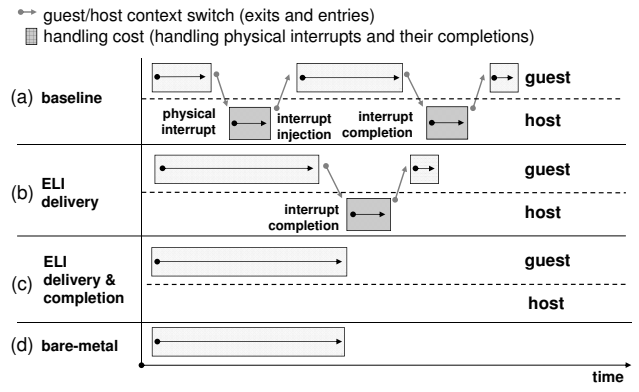 guest/host context switch (exits and entries)
handling cost (handling physical interrupts and their completions)
(a) baseline
guest
physical interrupt
interrupt injection
interrupt completion
host
(b) ELI delivery
guest
interrupt completion
host
(c) ELI delivery & completion
guest
host
(d) bare-metal
time